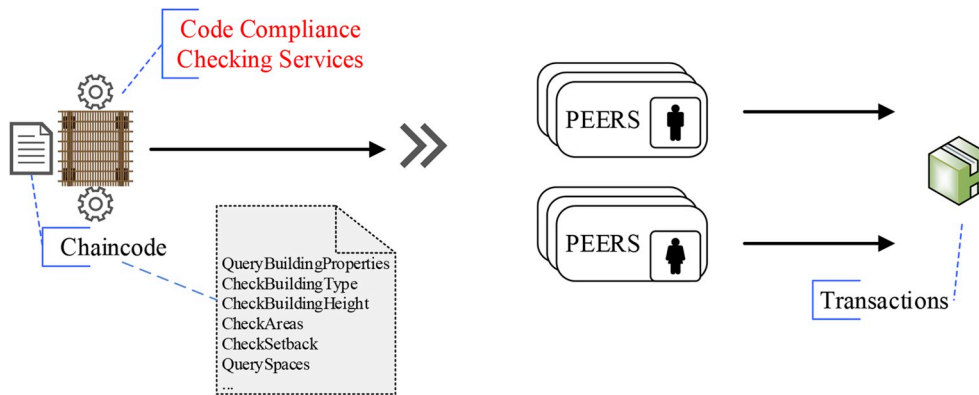 Code Compliance
Checking Services
PEERS
PEERS
Chaincode
QueryBuildingProperties
CheckBuildingType
CheckBuildingHeight
CheckAreas
CheckSetback
QuerySpaces
...
Transactions